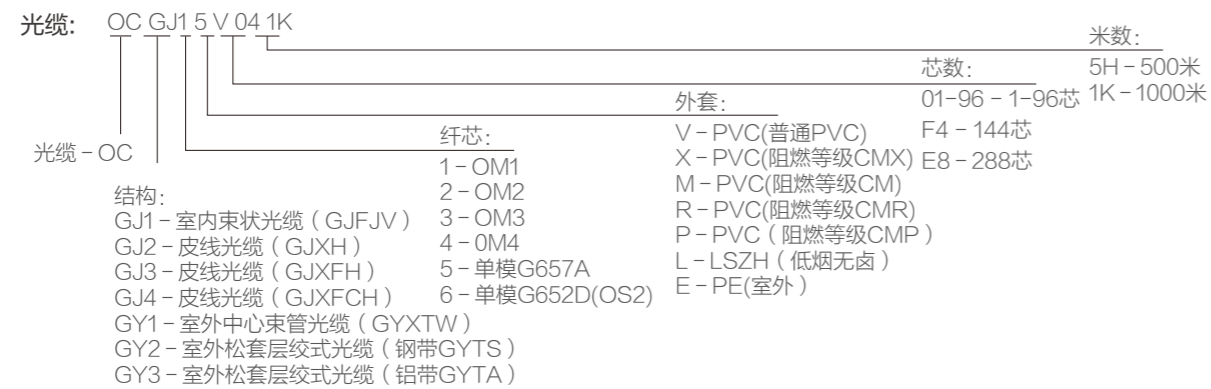 光缆: OC GJ1 5 V 04 1K
米数:
5H－500米
1K－1000米
芯数:
01-96－1-96芯
F4－144芯
E8－288芯
外套:
V－PVC(普通PVC)
X－PVC(阻燃等级CMX)
M－PVC(阻燃等级CM)
R－PVC(阻燃等级CMR)
P－PVC（阻燃等级CMP）
L－LSZH（低烟无卤）
E－PE(室外）
纤芯:
1－OM1
2－OM2
3－OM3
4－0M4
5－单模G657A
6－单模G652D(OS2)
光缆－OC
结构:
GJ1－室内束状光缆（GJFJV）
GJ2－皮线光缆（GJXH）
GJ3－皮线光缆（GJXFH）
GJ4－皮线光缆（GJXFCH）
GY1－室外中心束管光缆（GYXTW）
GY2－室外松套层绞式光缆（钢带GYTS）
GY3－室外松套层绞式光缆（铝带GYTA）